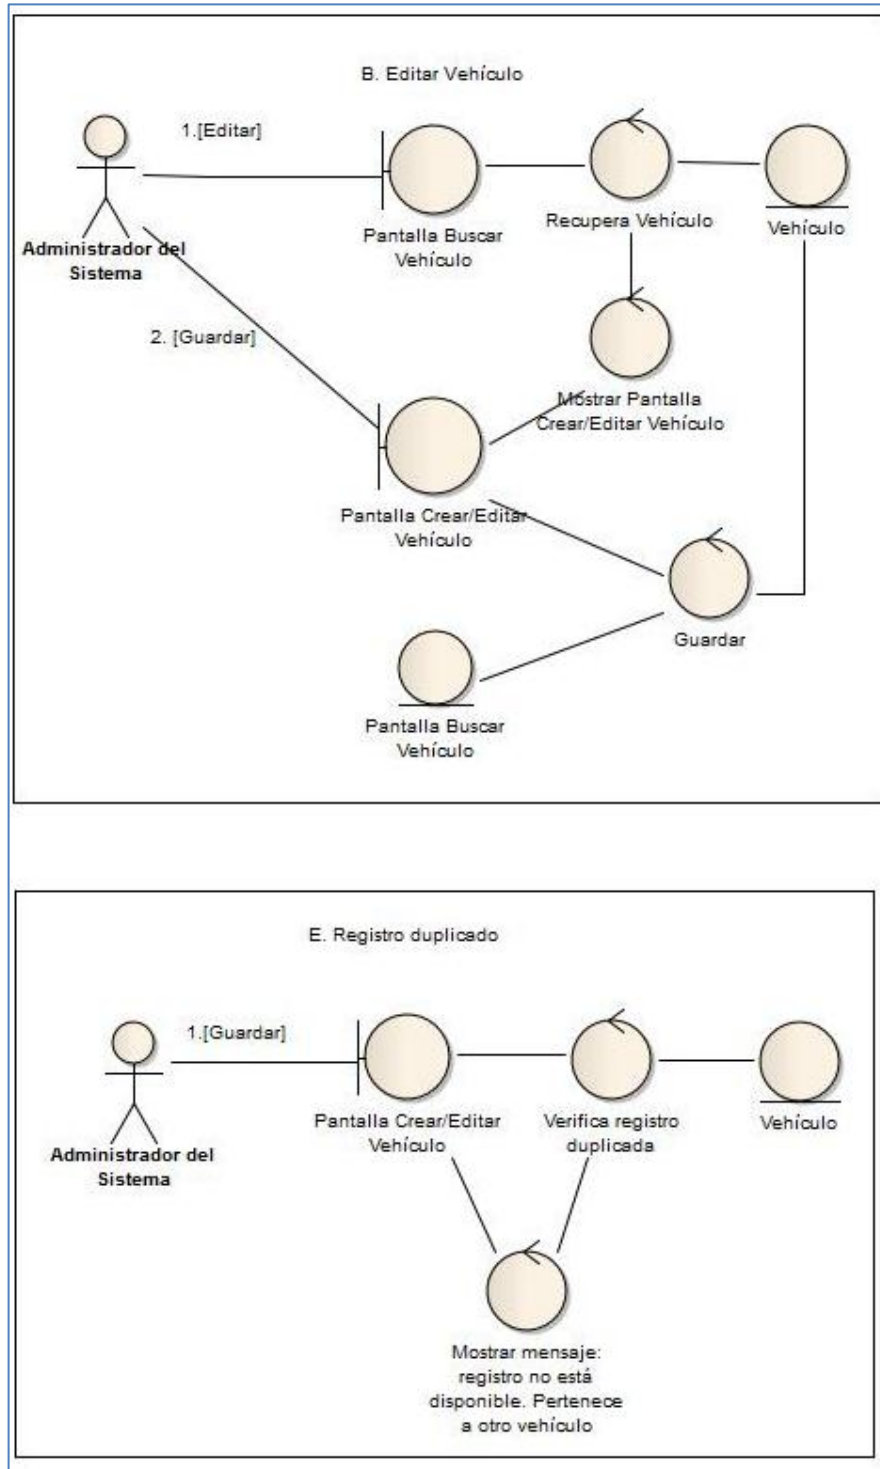 B. Editar Vehículo
1.[Editar]
Pantalla Buscar
Vehículo
Recupera Vehículo
Vehículo
Administrador del
Sistema
2. [Guardar]
Mostrar Pantalla
Crear/Editar Vehículo
Pantalla Crear/Editar
Vehículo
Guardar
Pantalla Buscar
Vehículo
E. Registro duplicado
1.[Guardar]
Administrador del
Sistema
Pantalla Crear/Editar
Vehículo
Verifica registro
duplicada
Vehículo
Mostrar mensaje:
registro no está
disponible. Pertenece
a otro vehículo